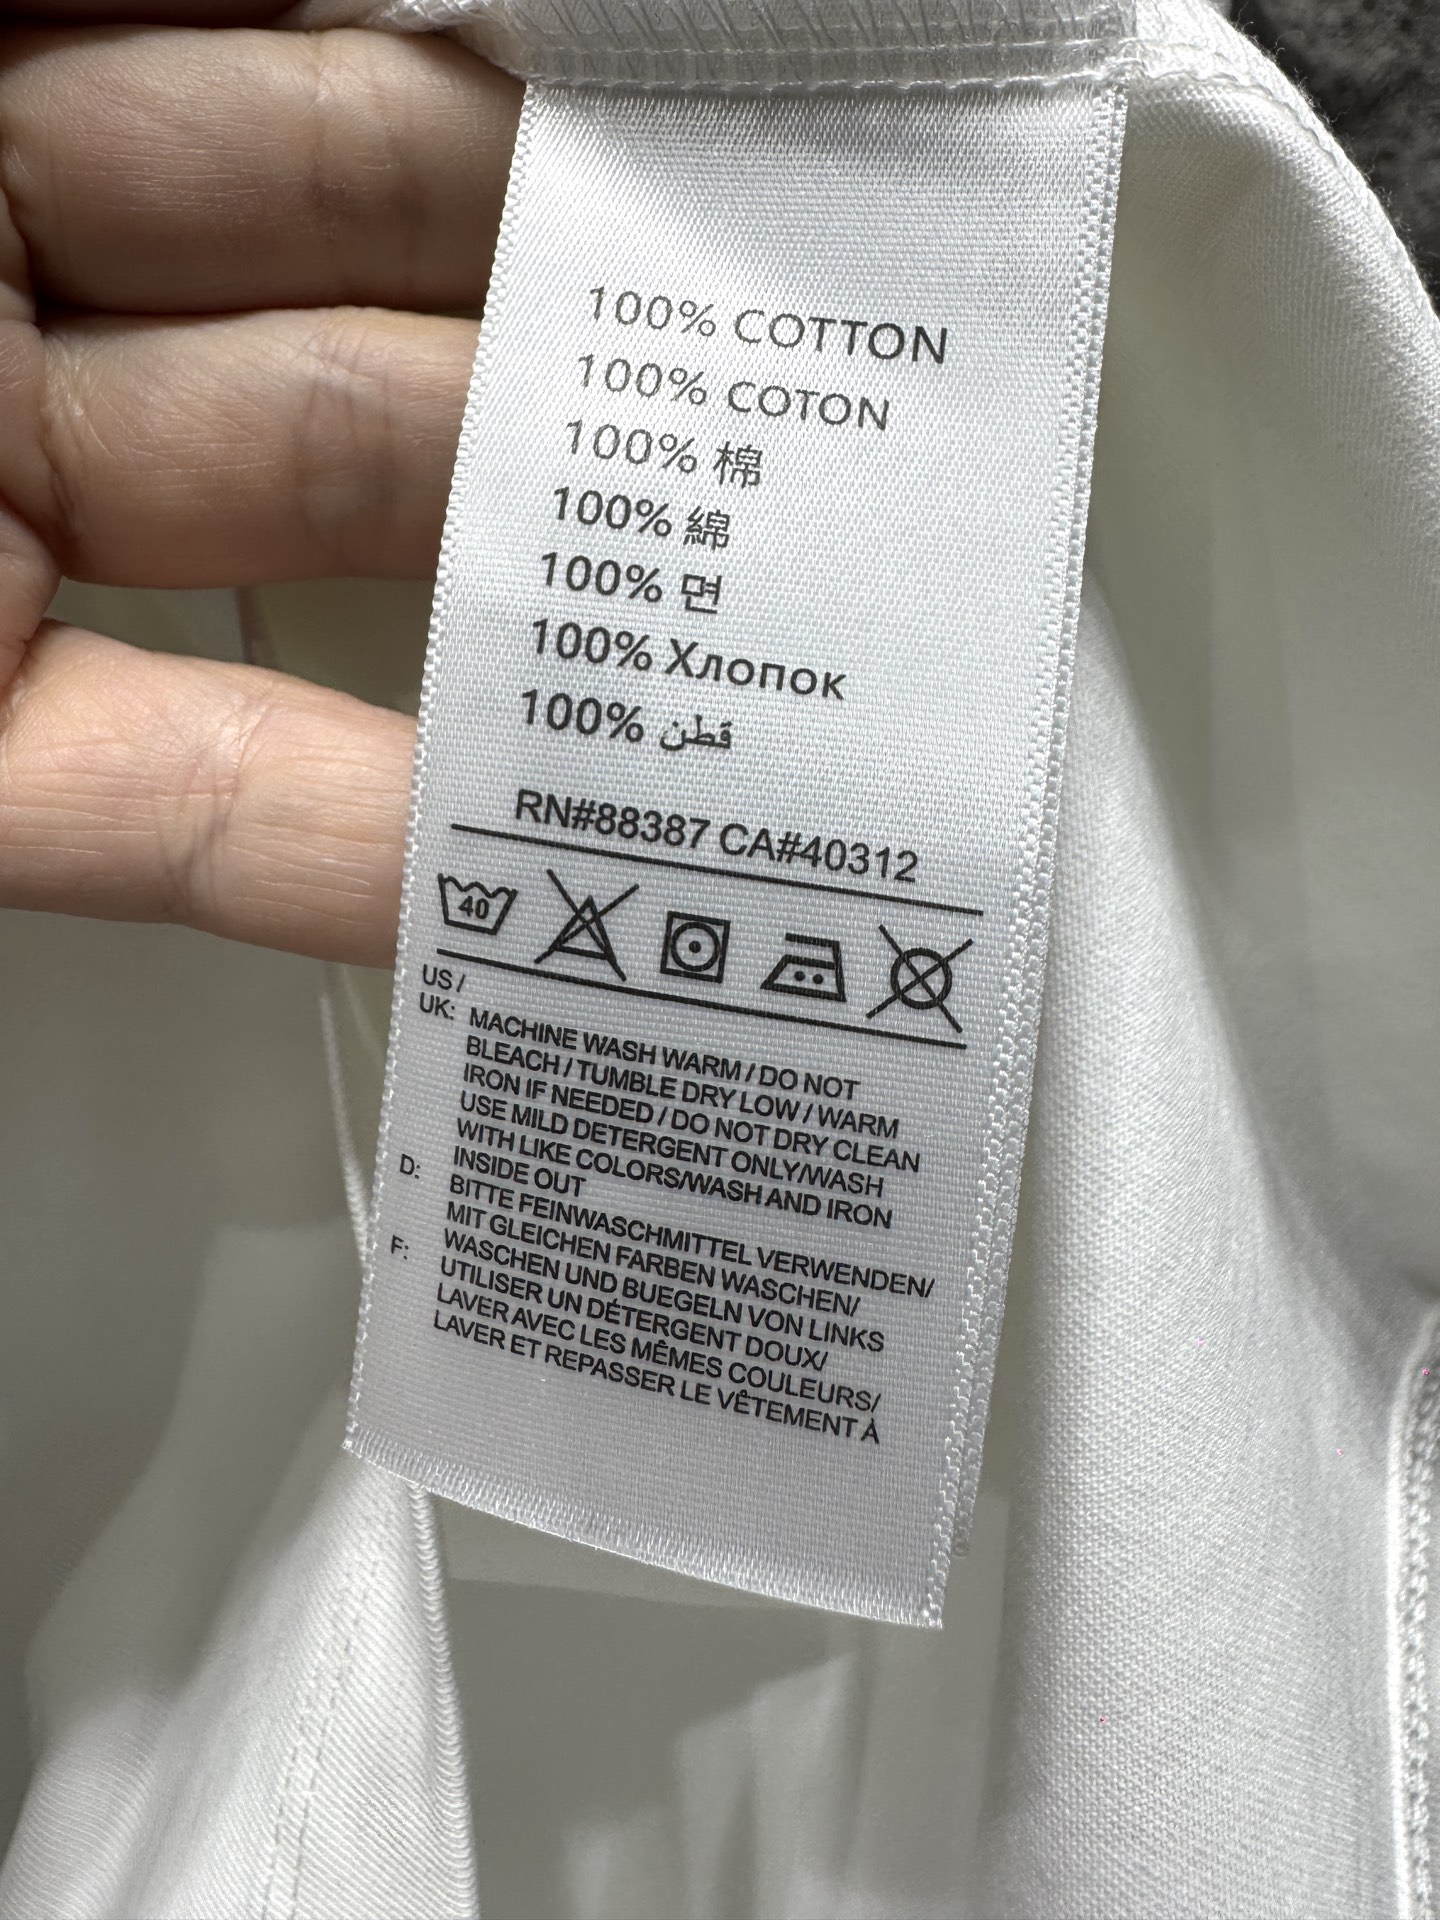 100% COTTON
100% COTON
100% 棉
100% 綿
100% 면
100% Хлопок
100% قطن
RN#88387 CA#40312
40
US /
UK: MACHINE WASH WARM / DO NOT
BLEACH / TUMBLE DRY LOW / WARM
IRON IF NEEDED / DO NOT DRY CLEAN
USE MILD DETERGENT ONLY/WASH
WITH LIKE COLORS/WASH AND IRON
INSIDE OUT
D: BITTE FEINWASCHMITTEL VERWENDEN/
MIT GLEICHEN FARBEN WASCHEN/
WASCHEN UND BUEGELN VON LINKS
F: UTILISER UN DÉTERGENT DOUX/
LAVER AVEC LES MÊMES COULEURS/
LAVER ET REPASSER LE VÊTEMENT À